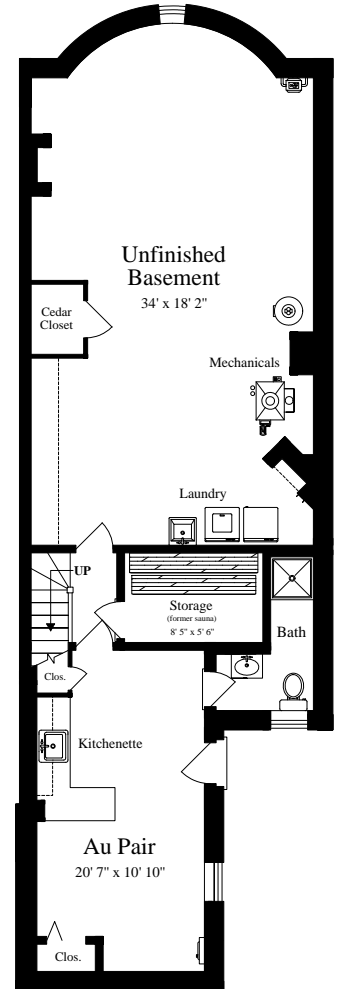 Unfinished
Basement
34' x 18' 2"
Cedar
Closet
Mechanicals
Laundry
UP
Storage
(former sauna)
8' 5" x 5' 6"
Bath
Clos.
Kitchenette
Au Pair
20' 7" x 10' 10"
Clos.